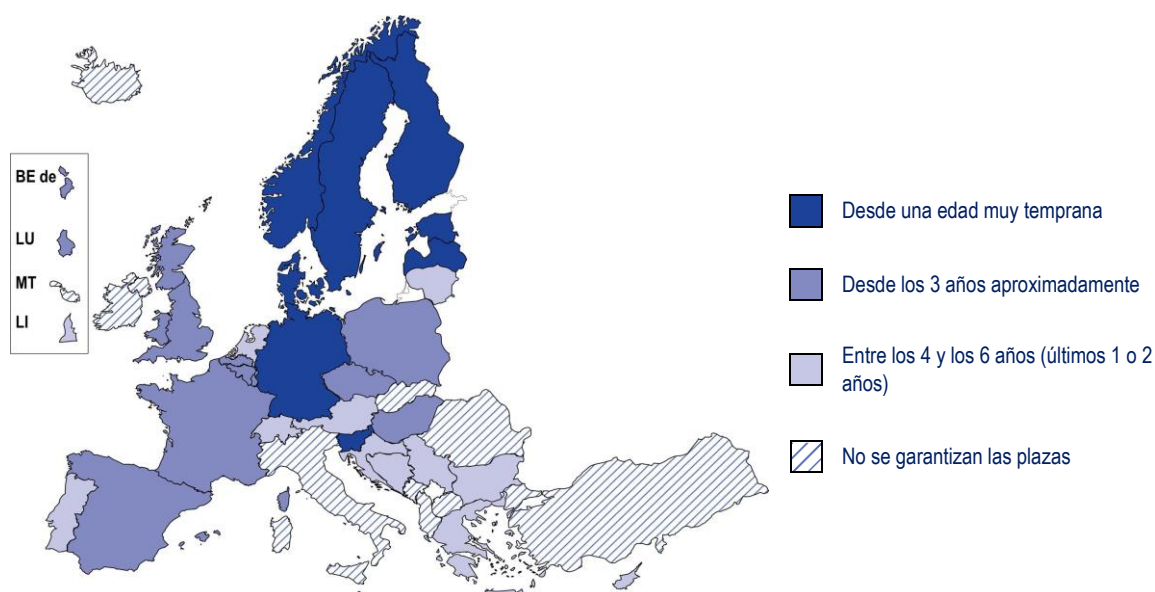 BE de
LU
MT
LI
Desde una edad muy temprana
Desde los 3 años aproximadamente
Entre los 4 y los 6 años (últimos 1 o 2
años)
No se garantizan las plazas